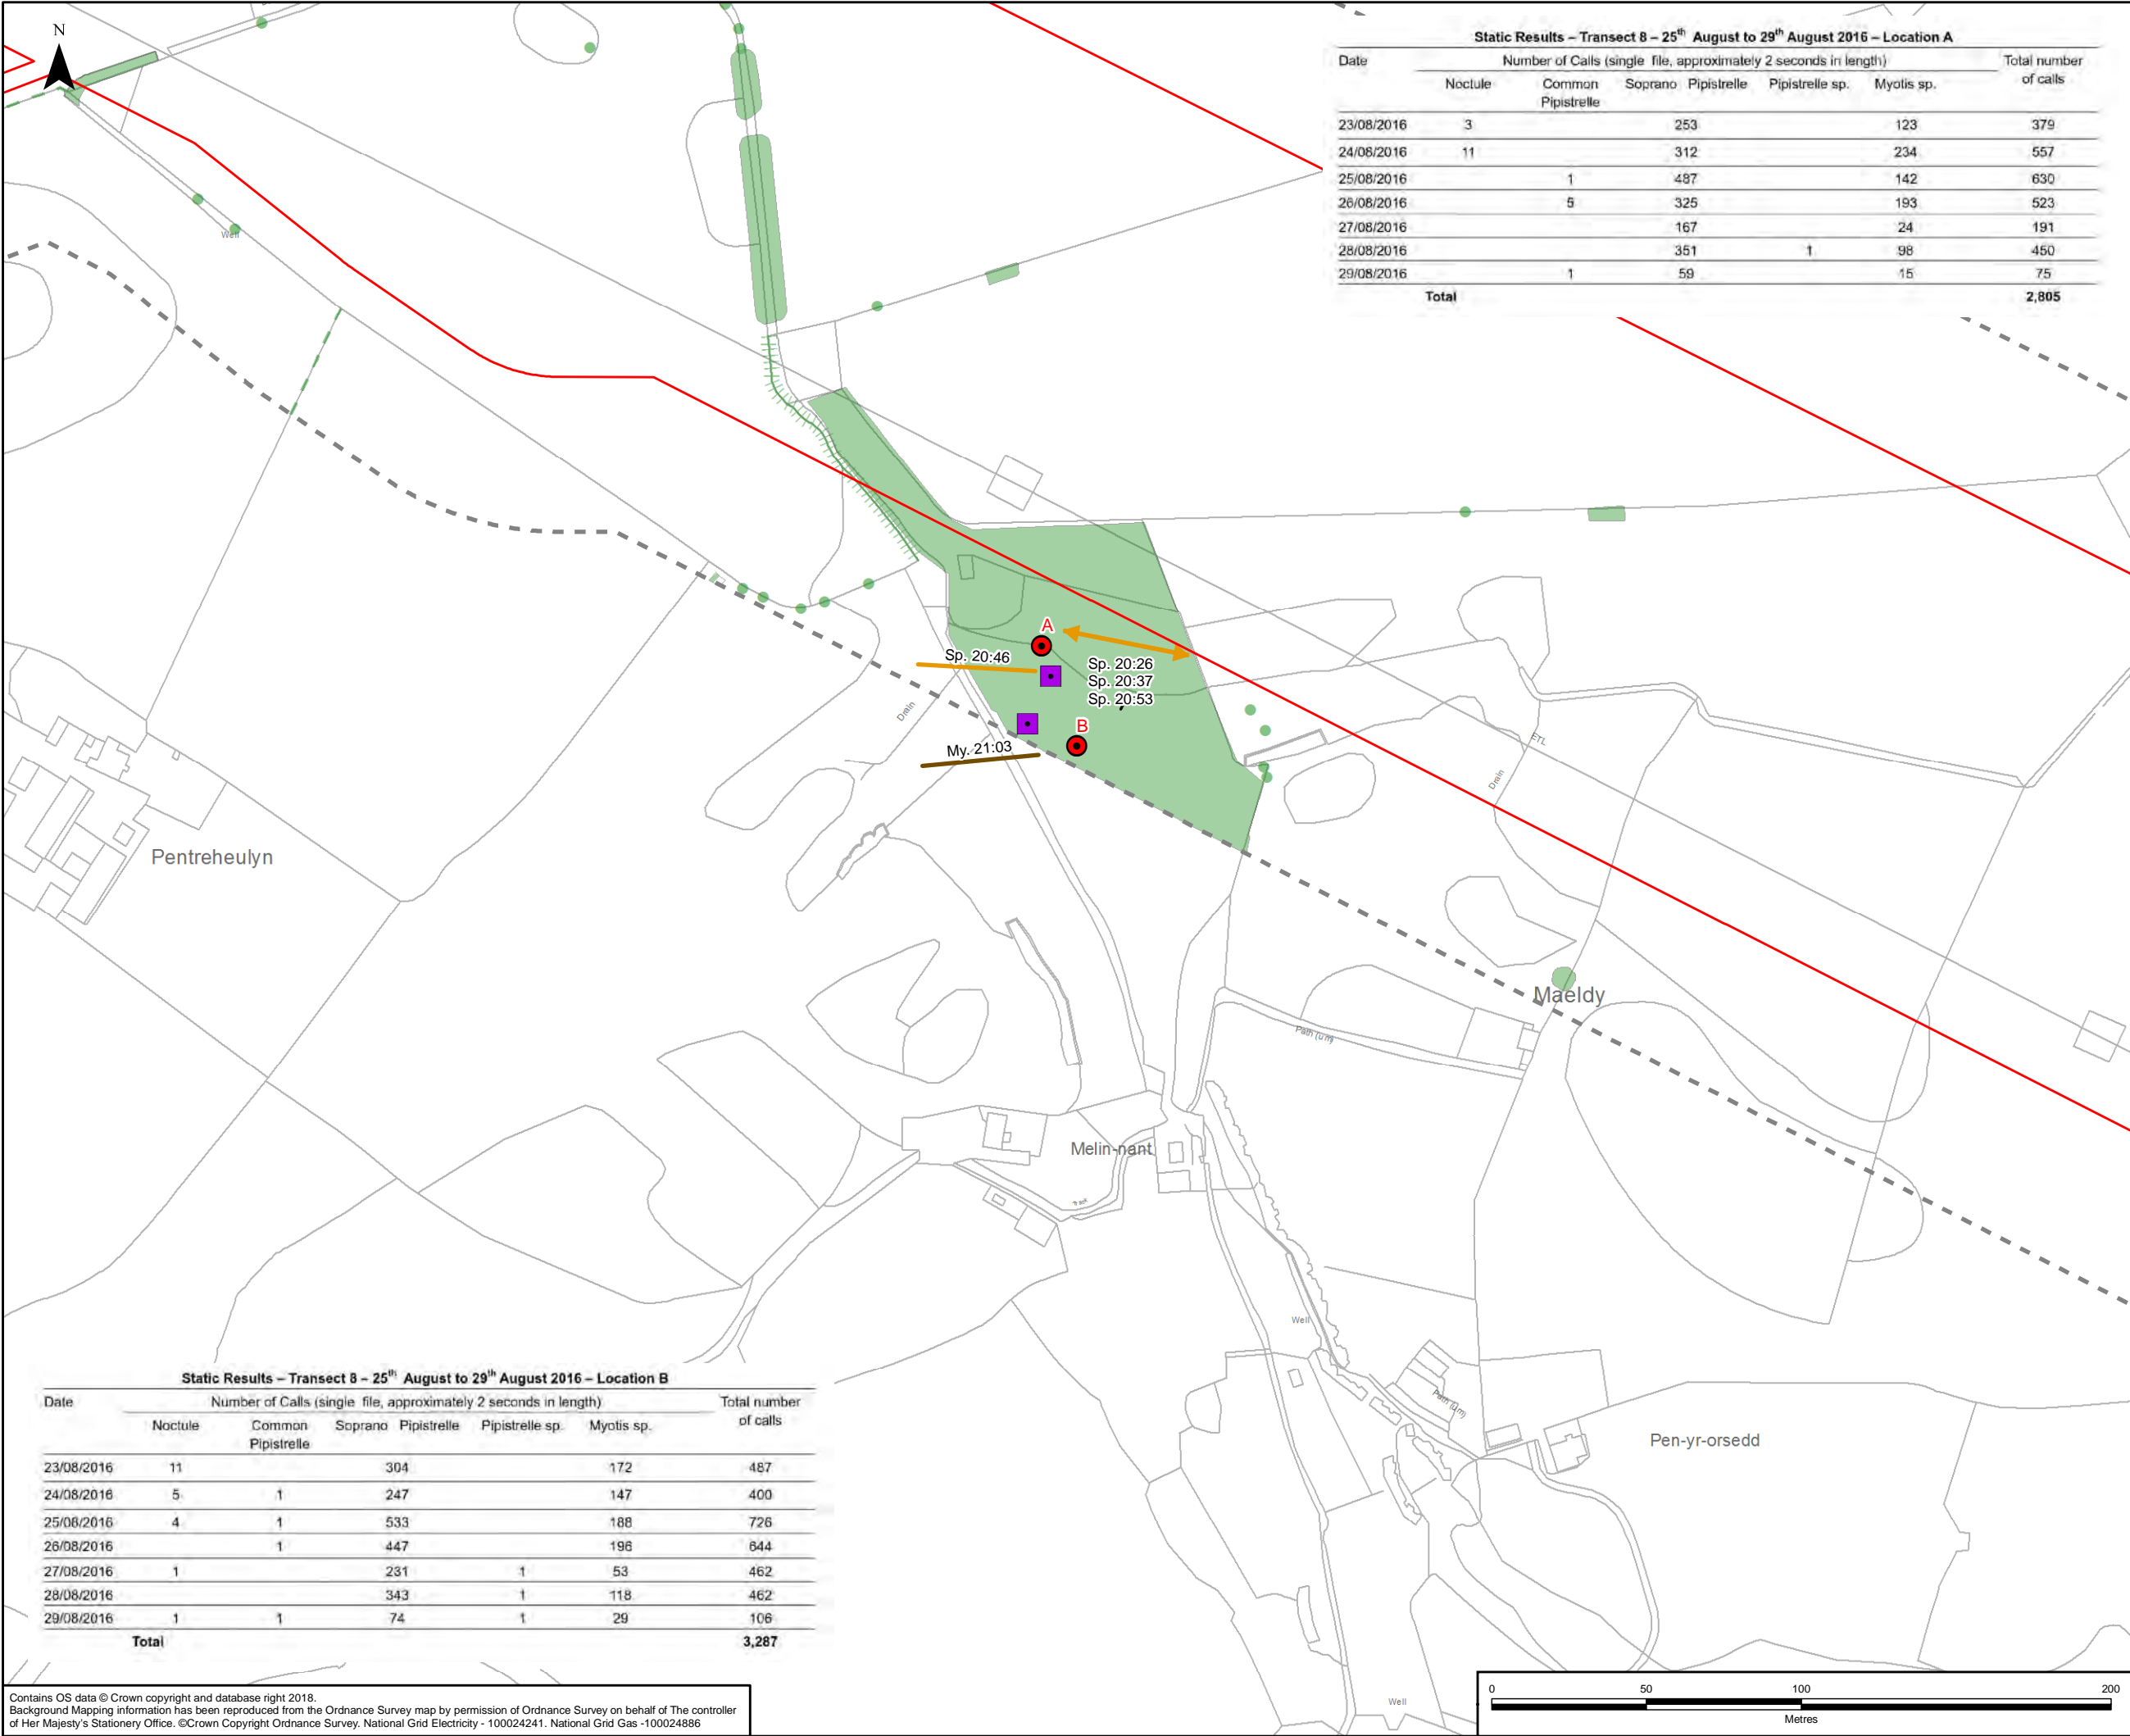 N
Static Results – Transect 8 – 25th August to 29th August 2016 – Location A
Date Number of Calls (single file, approximately 2 seconds in length) Total number of calls
Noctule Common Pipistrelle Soprano Pipistrelle Pipistrelle sp. Myotis sp.
23/08/2016 3 253 123 379
24/08/2016 11 312 234 557
25/08/2016 1 487 142 630
26/08/2016 5 325 193 523
27/08/2016 167 24 191
28/08/2016 351 1 98 450
29/08/2016 1 59 15 75
Total 2,805
Well
A
Sp. 20:46
Sp. 20:26
Sp. 20:37
Sp. 20:53
B
My. 21:03
Drain
ETL
Drain
Pentreheulyn
Maeldy
Path (um)
Melin-nant
Well
Path (um)
Pen-yr-orsedd
Well
Static Results – Transect 8 – 25th August to 29th August 2016 – Location B
Date Number of Calls (single file, approximately 2 seconds in length) Total number of calls
Noctule Common Pipistrelle Soprano Pipistrelle Pipistrelle sp. Myotis sp.
23/08/2016 11 304 172 487
24/08/2016 5 1 247 147 400
25/08/2016 4 1 533 188 726
26/08/2016 1 447 196 644
27/08/2016 1 231 1 53 462
28/08/2016 343 1 118 462
29/08/2016 1 1 74 1 29 106
Total 3,287
Contains OS data © Crown copyright and database right 2018.
Background Mapping information has been reproduced from the Ordnance Survey map by permission of Ordnance Survey on behalf of The controller
of Her Majesty's Stationery Office. ©Crown Copyright Ordnance Survey. National Grid Electricity - 100024241. National Grid Gas -100024886
0 50 100 200
Metres